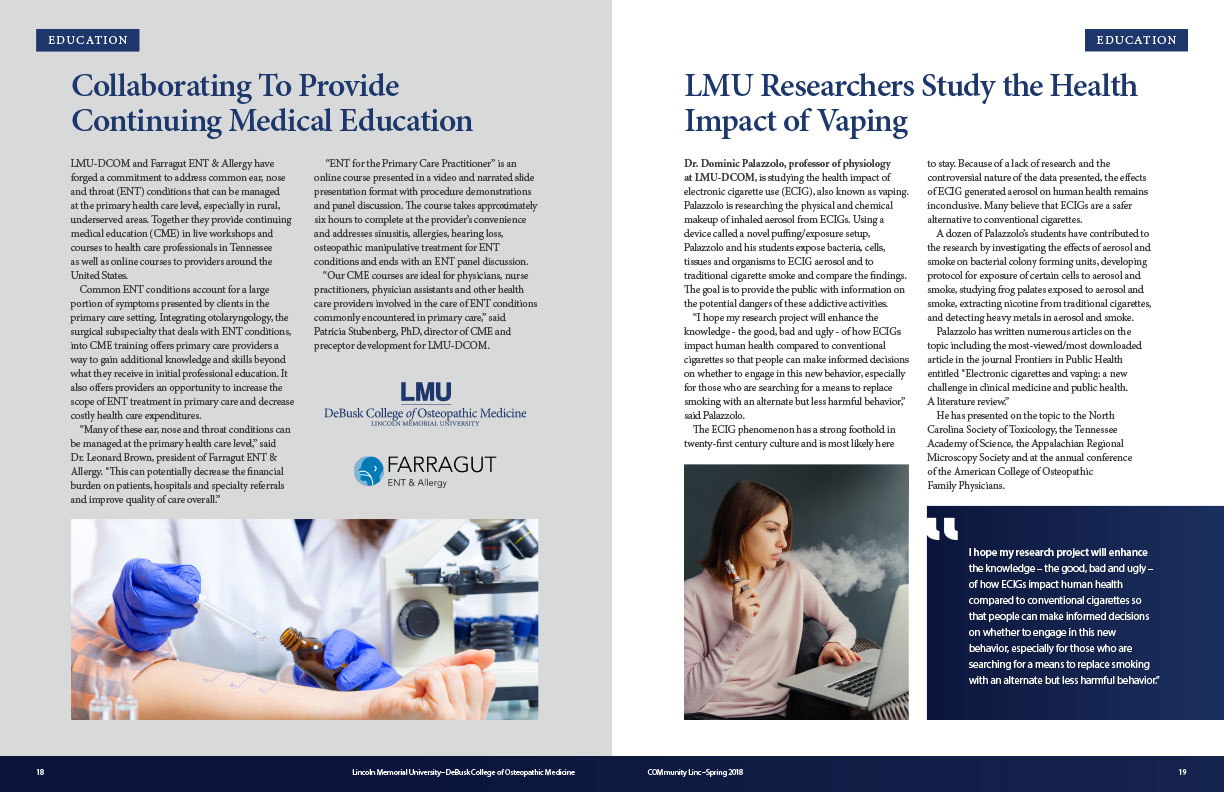 EDUCATION
Collaborating To Provide
Continuing Medical Education
LMU-DCOM and Farragut ENT & Allergy have
forged a commitment to address common ear, nose
and throat (ENT) conditions that can be managed
at the primary health care level, especially in rural,
underserved areas. Together they provide continuing
medical education (CME) in live workshops and
courses to health care professionals in Tennessee
as well as online courses to providers around the
United States.
Common ENT conditions account for a large
portion of symptoms presented by clients in the
primary care setting. Integrating otolaryngology, the
surgical subspecialty that deals with ENT conditions,
into CME training offers primary care providers a
way to gain additional knowledge and skills beyond
what they receive in initial professional education. It
also offers providers an opportunity to increase the
scope of ENT treatment in primary care and decrease
costly health care expenditures.
“Many of these ear, nose and throat conditions can
be managed at the primary health care level,” said
Dr. Leonard Brown, president of Farragut ENT &
Allergy. “This can potentially decrease the financial
burden on patients, hospitals and specialty referrals
and improve quality of care overall.”
“ENT for the Primary Care Practitioner” is an
online course presented in a video and narrated slide
presentation format with procedure demonstrations
and panel discussion. The course takes approximately
six hours to complete at the provider’s convenience
and addresses sinusitis, allergies, hearing loss,
osteopathic manipulative treatment for ENT
conditions and ends with an ENT panel discussion.
“Our CME courses are ideal for physicians, nurse
practitioners, physician assistants and other health
care providers involved in the care of ENT conditions
commonly encountered in primary care,” said
Patricia Stubenberg, PhD, director of CME and
preceptor development for LMU-DCOM.
LMU
DeBusk College of Osteopathic Medicine
LINCOLN MEMORIAL UNIVERSITY
FARRAGUT
ENT & Allergy
18
Lincoln Memorial University–DeBusk College of Osteopathic Medicine
EDUCATION
LMU Researchers Study the Health
Impact of Vaping
Dr. Dominic Palazzolo, professor of physiology
at LMU-DCOM, is studying the health impact of
electronic cigarette use (ECIG), also known as vaping.
Palazzolo is researching the physical and chemical
makeup of inhaled aerosol from ECIGs. Using a
device called a novel puffing/exposure setup,
Palazzolo and his students expose bacteria, cells,
tissues and organisms to ECIG aerosol and to
traditional cigarette smoke and compare the findings.
The goal is to provide the public with information on
the potential dangers of these addictive activities.
“I hope my research project will enhance the
knowledge - the good, bad and ugly - of how ECIGs
impact human health compared to conventional
cigarettes so that people can make informed decisions
on whether to engage in this new behavior, especially
for those who are searching for a means to replace
smoking with an alternate but less harmful behavior,”
said Palazzolo.
The ECIG phenomenon has a strong foothold in
twenty-first century culture and is most likely here
to stay. Because of a lack of research and the
controversial nature of the data presented, the effects
of ECIG generated aerosol on human health remains
inconclusive. Many believe that ECIGs are a safer
alternative to conventional cigarettes.
A dozen of Palazzolo’s students have contributed to
the research by investigating the effects of aerosol and
smoke on bacterial colony forming units, developing
protocol for exposure of certain cells to aerosol and
smoke, studying frog palates exposed to aerosol and
smoke, extracting nicotine from traditional cigarettes,
and detecting heavy metals in aerosol and smoke.
Palazzolo has written numerous articles on the
topic including the most-viewed/most downloaded
article in the journal Frontiers in Public Health
entitled “Electronic cigarettes and vaping: a new
challenge in clinical medicine and public health.
A literature review.”
He has presented on the topic to the North
Carolina Society of Toxicology, the Tennessee
Academy of Science, the Appalachian Regional
Microscopy Society and at the annual conference
of the American College of Osteopathic
Family Physicians.
“
I hope my research project will enhance
the knowledge – the good, bad and ugly –
of how ECIGs impact human health
compared to conventional cigarettes so
that people can make informed decisions
on whether to engage in this new
behavior, especially for those who are
searching for a means to replace smoking
with an alternate but less harmful behavior.”
COMmunity Linc–Spring 2018
19